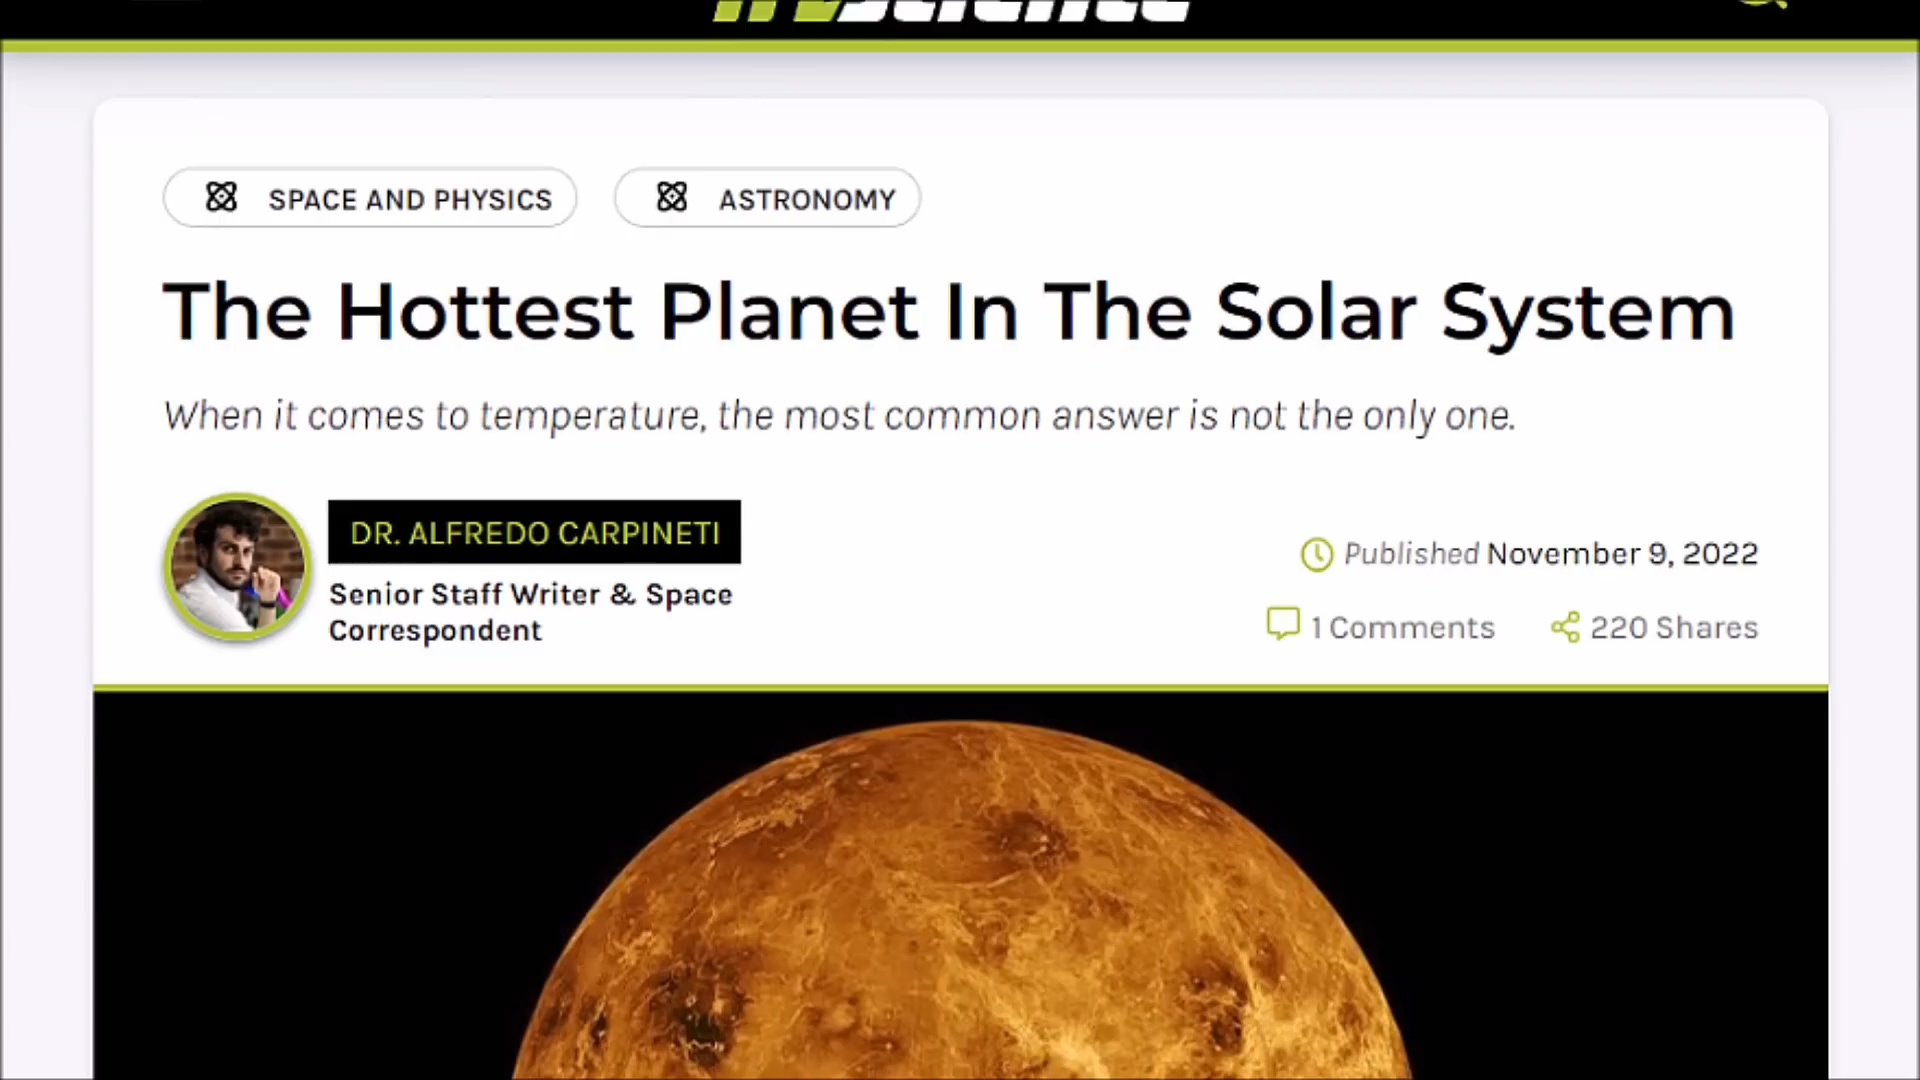 SPACE AND PHYSICS
ASTRONOMY
The Hottest Planet In The Solar System
When it comes to temperature, the most common answer is not the only one.
DR. ALFREDO CARPINETI
Senior Staff Writer & Space
Correspondent
Published November 9, 2022
1 Comments
220 Shares